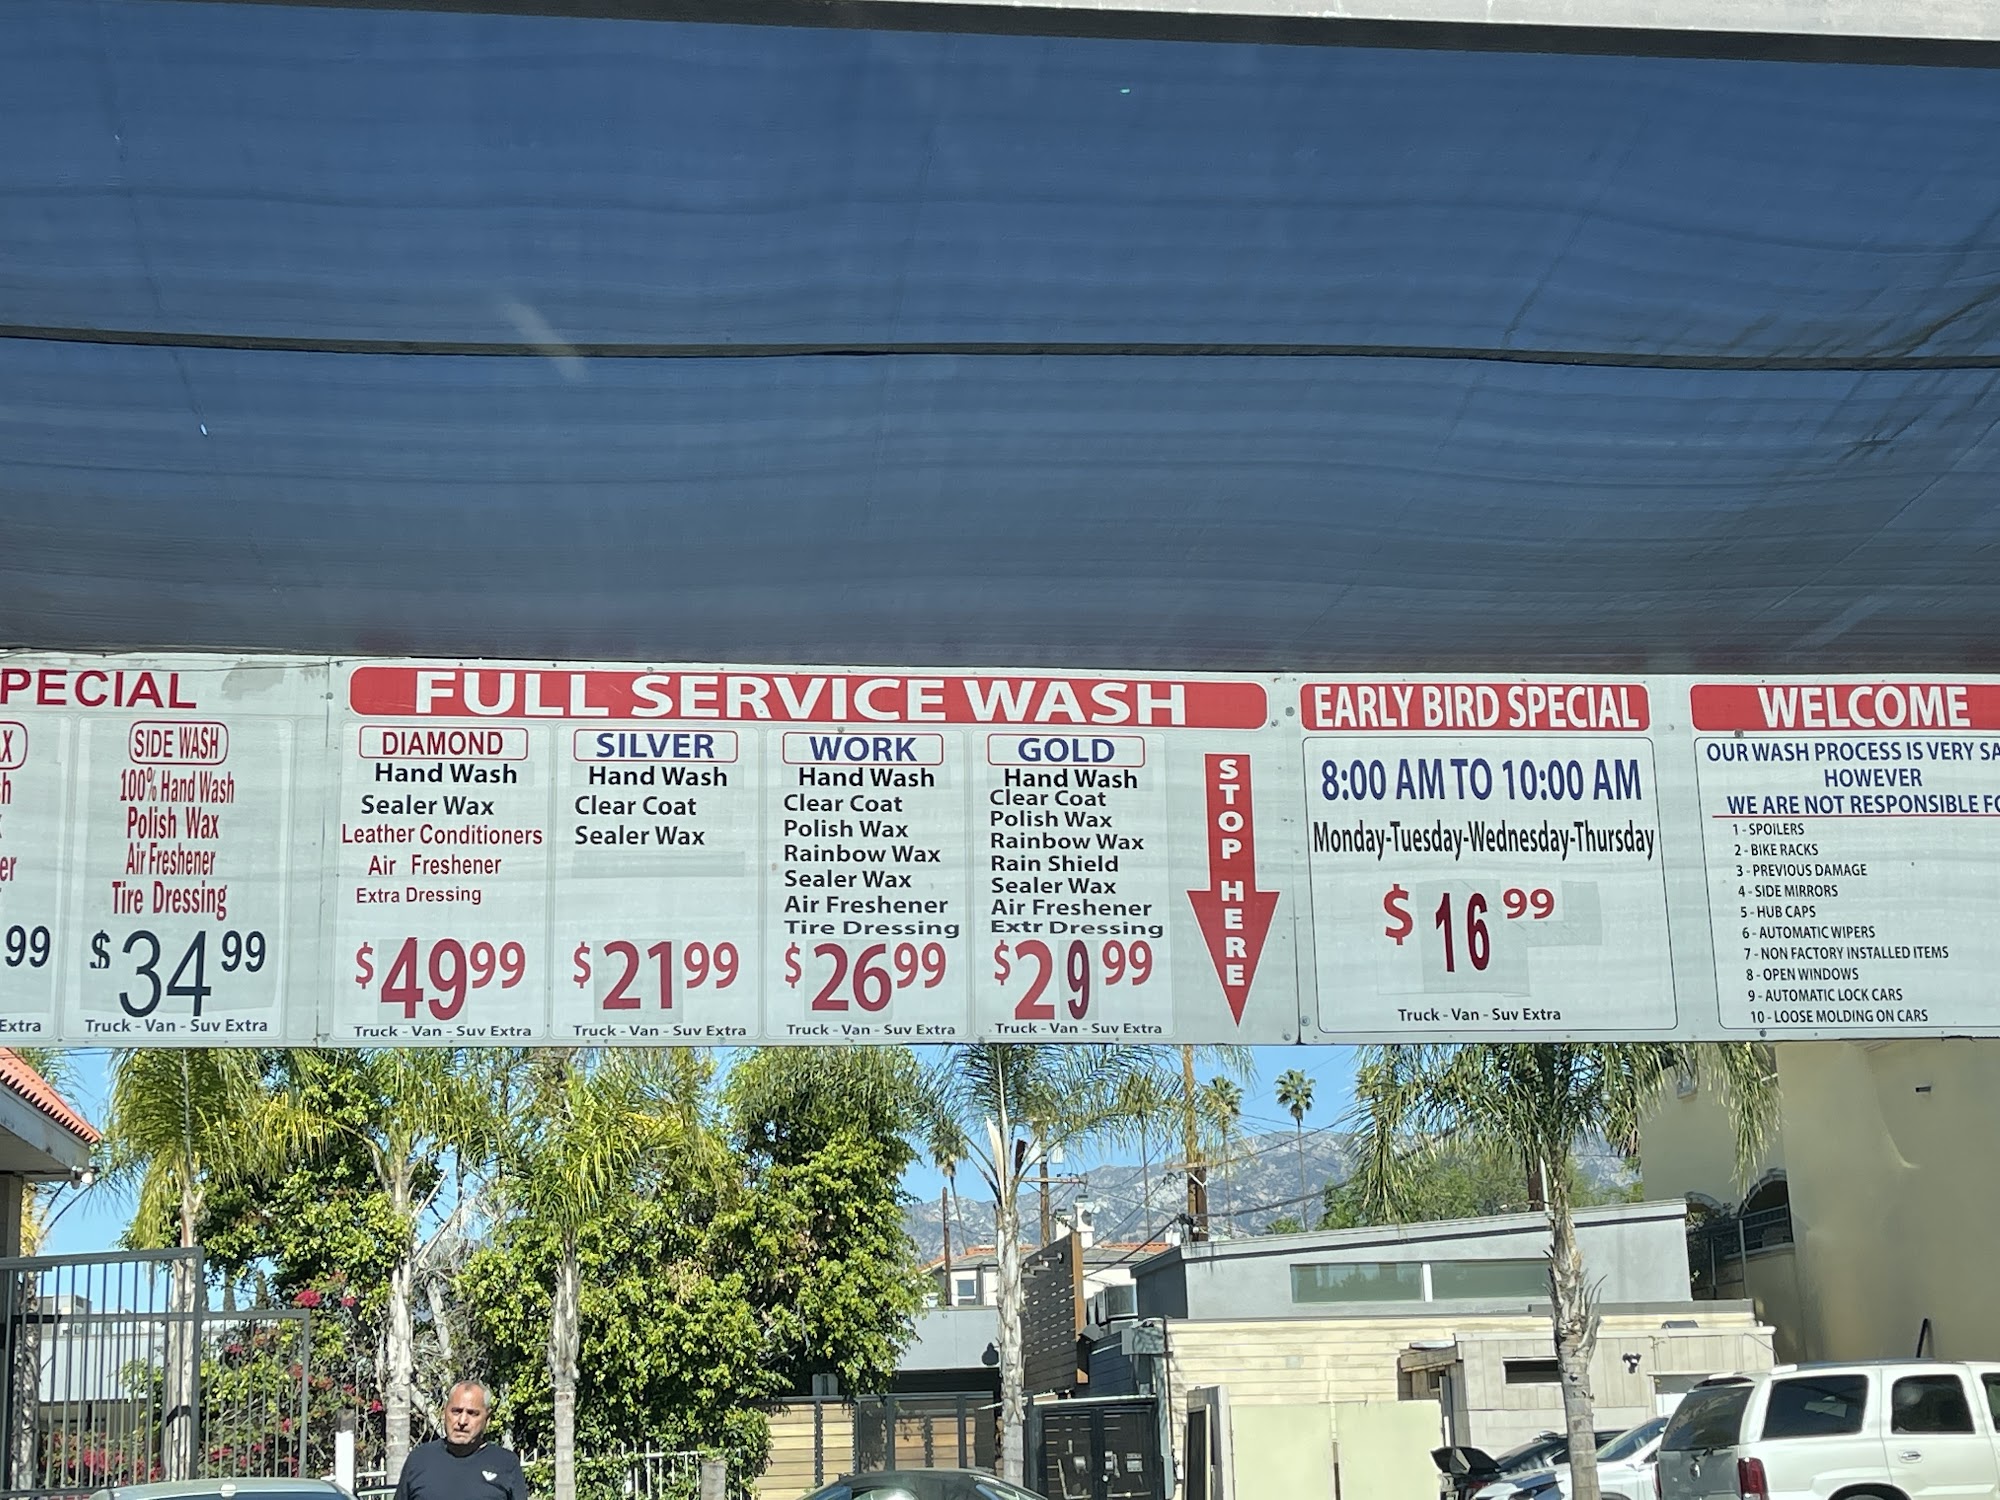 PECIAL
99
Extra
SIDE WASH
100% Hand Wash
Polish Wax
Air Freshener
Tire Dressing
$34 99
Truck - Van - Suv Extra
FULL SERVICE WASH
DIAMOND
Hand Wash
Sealer Wax
Leather Conditioners
Air Freshener
Extra Dressing
$49 99
Truck - Van - Suv Extra
SILVER
Hand Wash
Clear Coat
Sealer Wax
$21 99
Truck - Van - Suv Extra
WORK
Hand Wash
Clear Coat
Polish Wax
Rainbow Wax
Sealer Wax
Air Freshener
Tire Dressing
$26 99
Truck - Van - Suv Extra
GOLD
Hand Wash
Clear Coat
Polish Wax
Rainbow Wax
Rain Shield
Sealer Wax
Air Freshener
Extr Dressing
$29 99
Truck - Van - Suv Extra
STOP HERE
EARLY BIRD SPECIAL
8:00 AM TO 10:00 AM
Monday-Tuesday-Wednesday-Thursday
$16 99
Truck - Van - Suv Extra
WELCOME
OUR WASH PROCESS IS VERY SA
HOWEVER
WE ARE NOT RESPONSIBLE FO
1 - SPOILERS
2 - BIKE RACKS
3 - PREVIOUS DAMAGE
4 - SIDE MIRRORS
5 - HUB CAPS
6 - AUTOMATIC WIPERS
7 - NON FACTORY INSTALLED ITEMS
8 - OPEN WINDOWS
9 - AUTOMATIC LOCK CARS
10 - LOOSE MOLDING ON CARS